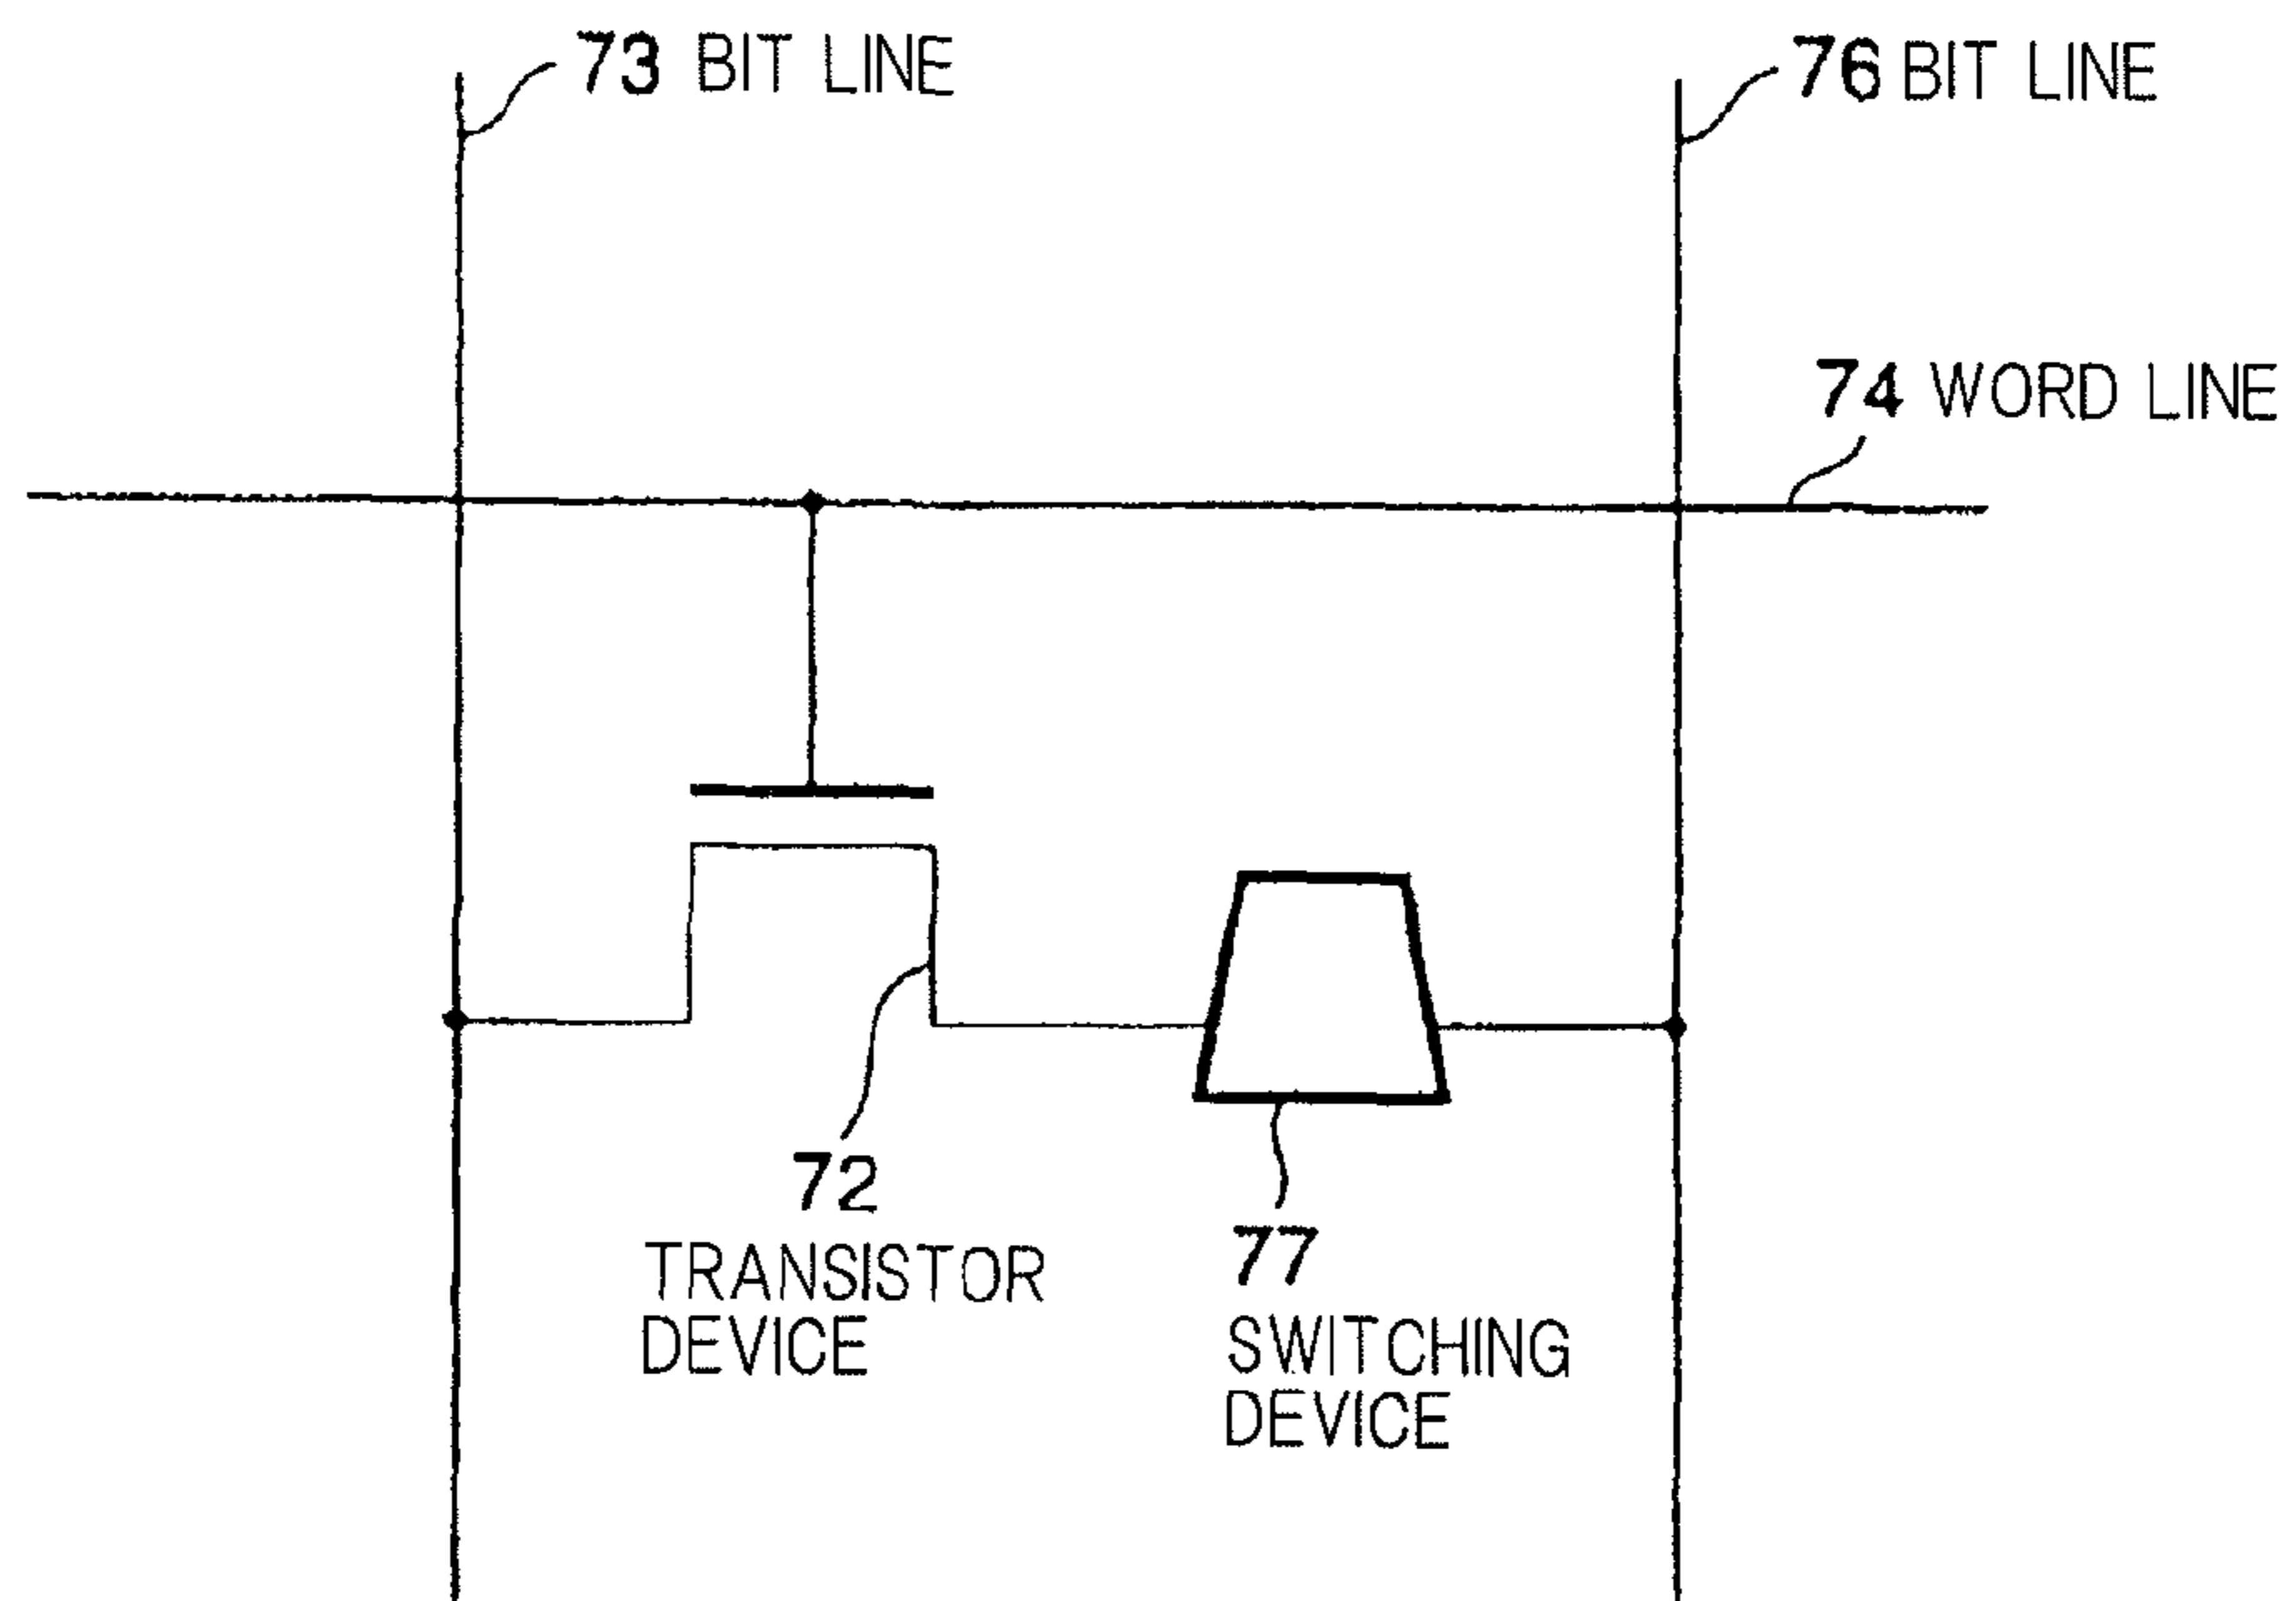 73 BIT LINE
76 BIT LINE
74 WORD LINE
72
TRANSISTOR
DEVICE
77
SWITCHING
DEVICE